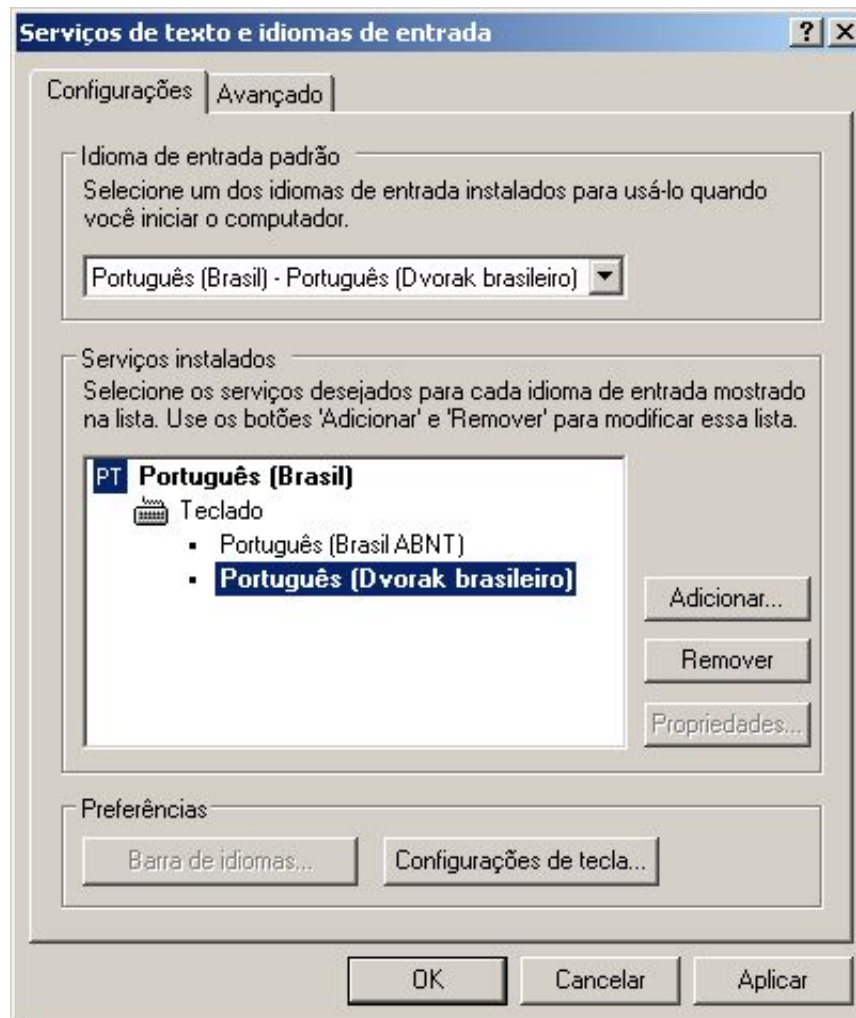 Serviços de texto e idiomas de entrada
Configurações
Avançado
Idioma de entrada padrão
Selecione um dos idiomas de entrada instalados para usá-lo quando
você iniciar o computador.
Português (Brasil) - Português (Dvorak brasileiro)
Serviços instalados
Selecione os serviços desejados para cada idioma de entrada mostrado
na lista. Use os botões 'Adicionar' e 'Remover' para modificar essa lista.
PT Português (Brasil)
Teclado
Português (Brasil ABNT)
Português (Dvorak brasileiro)
Adicionar...
Remover
Propriedades...
Preferências
Barra de idiomas...
Configurações de tecla...
OK
Cancelar
Aplicar